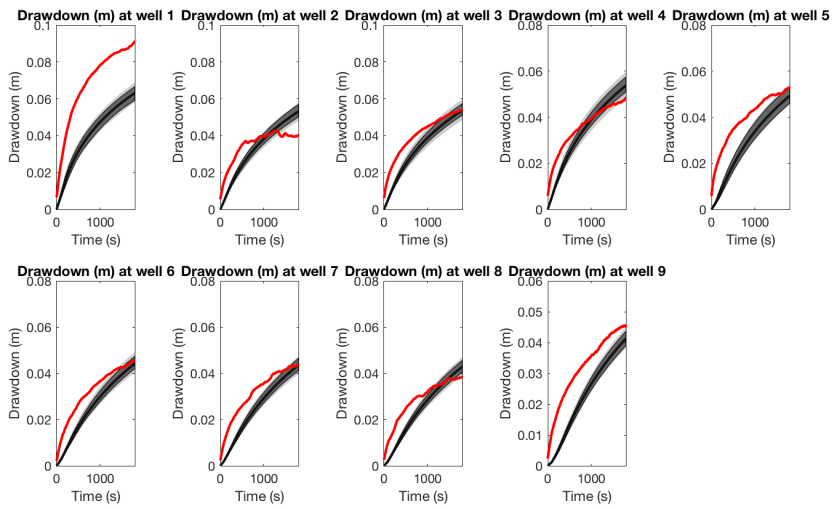 Drawdown (m) at well 1 Drawdown (m) at well 2 Drawdown (m) at well 3 Drawdown (m) at well 4 Drawdown (m) at well 5
0.1 0.1 0.1 0.08 0.08
0.08 0.08 0.08
0.06 0.06
0.06 0.06 0.06
0.04 0.04
0.04 0.04 0.04
0.02 0.02
0.02 0.02 0.02
0 0 0 0 0
0 1000 0 1000 0 1000 0 1000 0 1000
Drawdown (m) Drawdown (m) Drawdown (m) Drawdown (m) Drawdown (m)
Time (s) Time (s) Time (s) Time (s) Time (s)
Drawdown (m) at well 6 Drawdown (m) at well 7 Drawdown (m) at well 8 Drawdown (m) at well 9
0.08 0.08 0.08 0.06
0.05
0.06 0.06 0.06
0.04
0.04 0.04 0.04 0.03
0.02
0.02 0.02 0.02
0.01
0 0 0 0
0 1000 0 1000 0 1000 0 1000
Drawdown (m) Drawdown (m) Drawdown (m) Drawdown (m)
Time (s) Time (s) Time (s) Time (s)